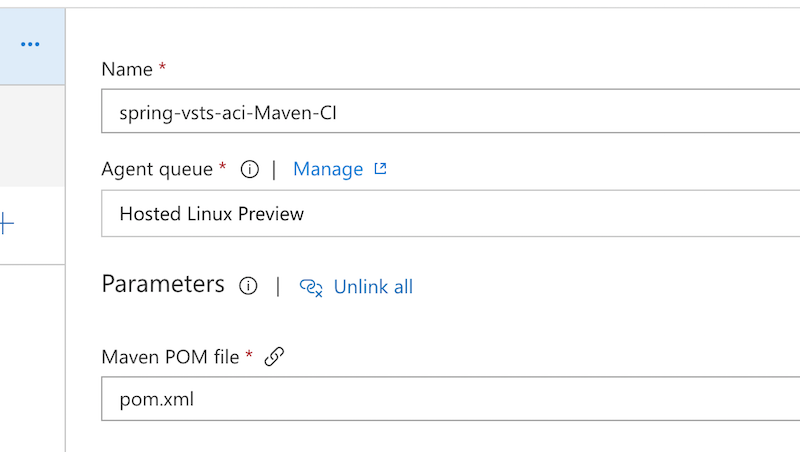 Name *
spring-vsts-aci-Maven-CI
Agent queue * | Manage
Hosted Linux Preview
Parameters | Unlink all
Maven POM file *
pom.xml